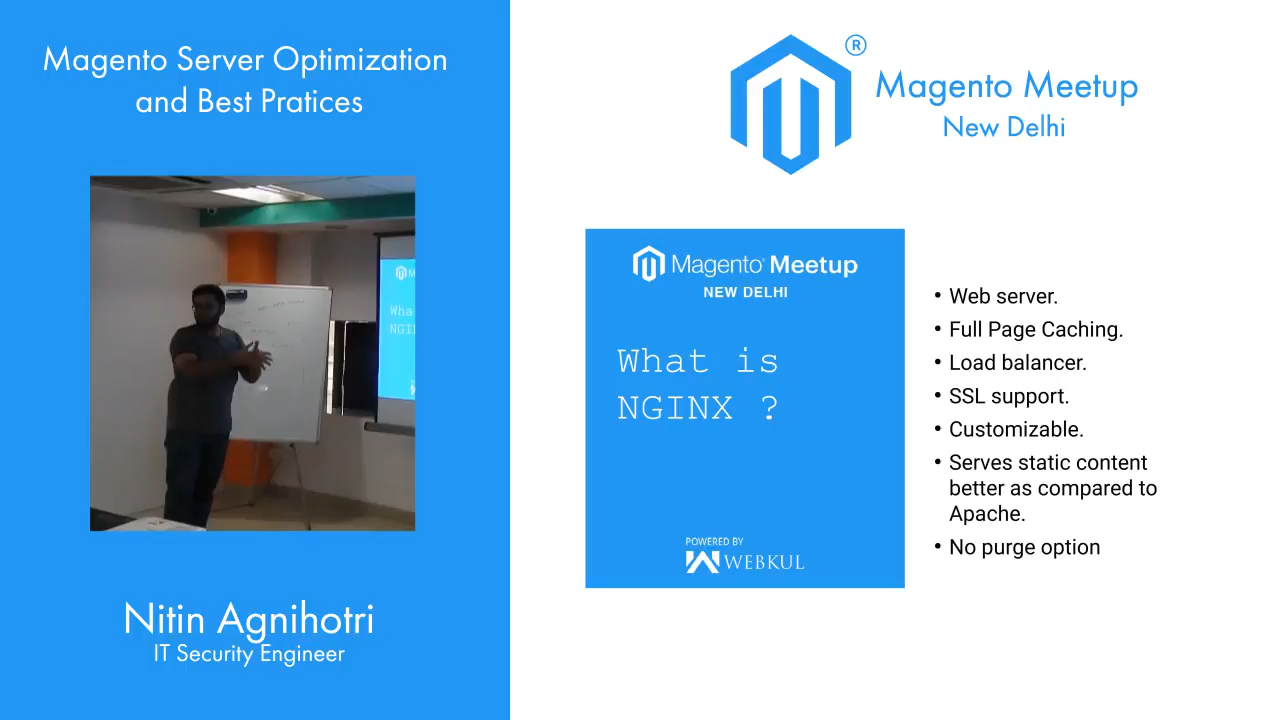 Magento Server Optimization
and Best Pratices
Nitin Agnihotri
IT Security Engineer
®
Magento Meetup
New Delhi
Magento® Meetup
NEW DELHI
What is
NGINX ?
POWERED BY
WEBKUL
• Web server.
• Full Page Caching.
• Load balancer.
• SSL support.
• Customizable.
• Serves static content
better as compared to
Apache.
• No purge option